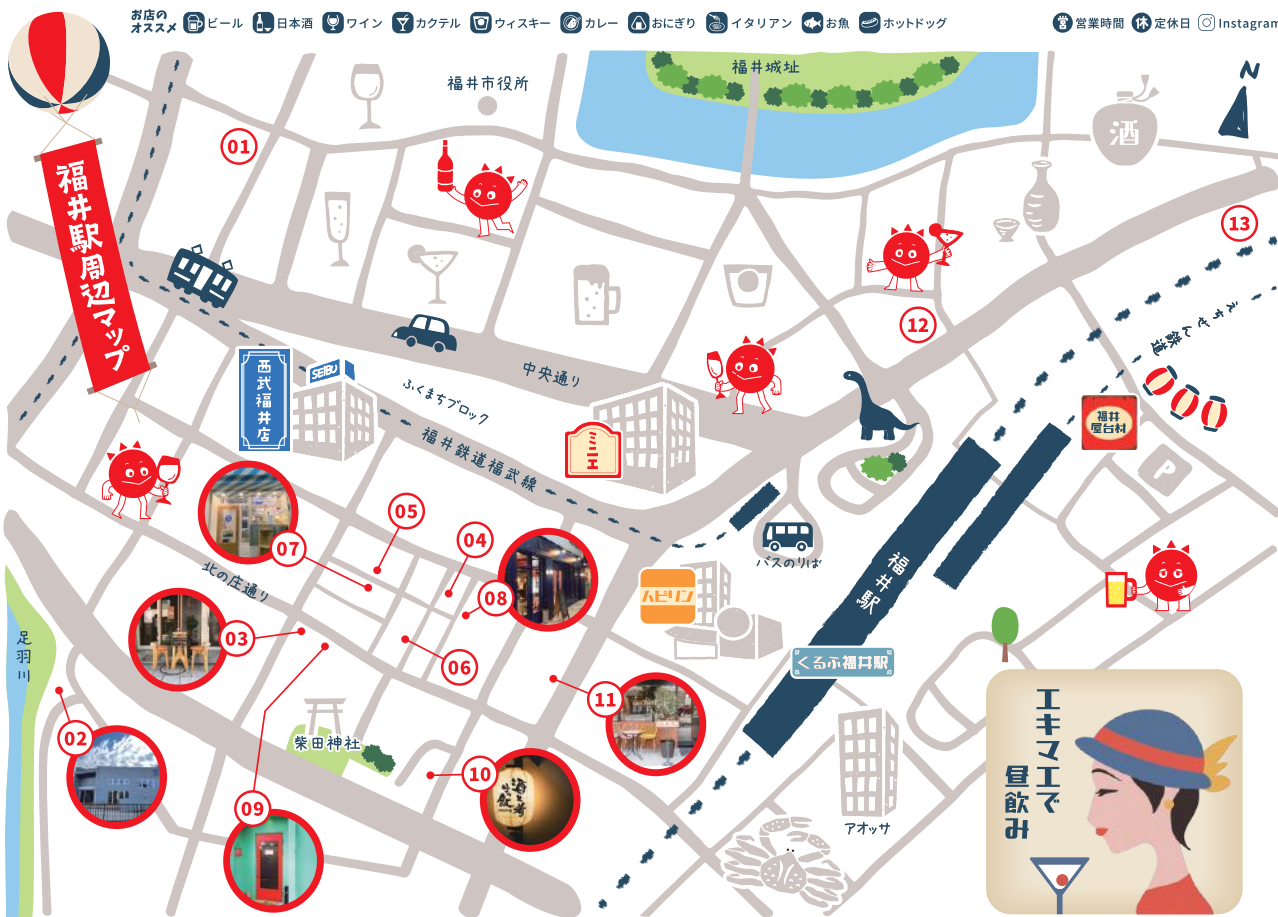 お店の
オススメ
ビール
日本酒
ワイン
カクテル
ウィスキー
カレー
おにぎり
イタリアン
お魚
ホットドッグ
営 営業時間
休 定休日
Instagram
福井駅周辺マップ
福井市役所
福井城址
N
酒
01
13
12
えちぜん鉄道
中央通り
西武福井店
SEIBU
ふくまちブロック
福井鉄道福武線
ミニエ
福井
屋台村
P
バスのりば
福井駅
ハピリン
くるふ福井駅
05
04
07
08
北の庄通り
03
06
足羽川
11
02
柴田神社
10
酒と肴
09
アオッサ
エキマエで
昼飲み